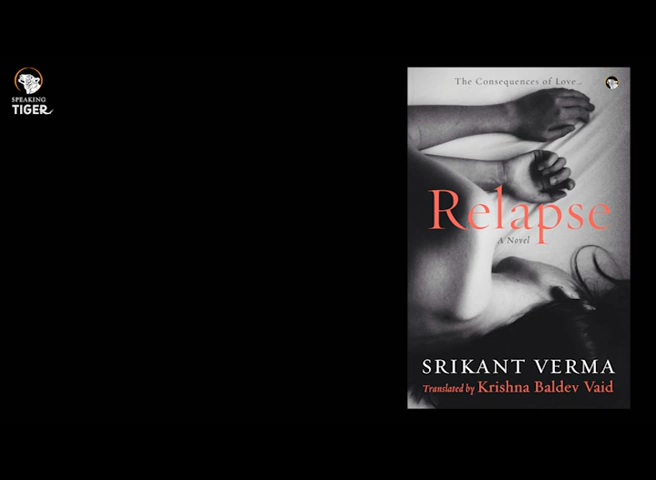 SPEAKING
TIGER
The Consequences of Love...
Relapse
A Novel
SRIKANT VERMA
Translated by Krishna Baldev Vaid